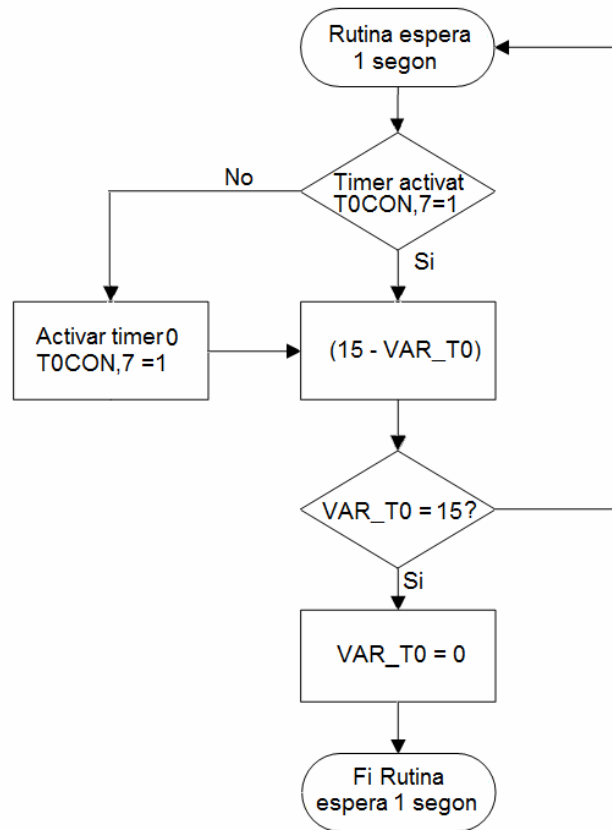 Rutina espera
1 segon
No
Timer activat
T0CON,7=1
Si
Activar timer0
T0CON,7 =1
(15 - VAR_T0)
VAR_T0 = 15?
Si
VAR_T0 = 0
Fi Rutina
espera 1 segon